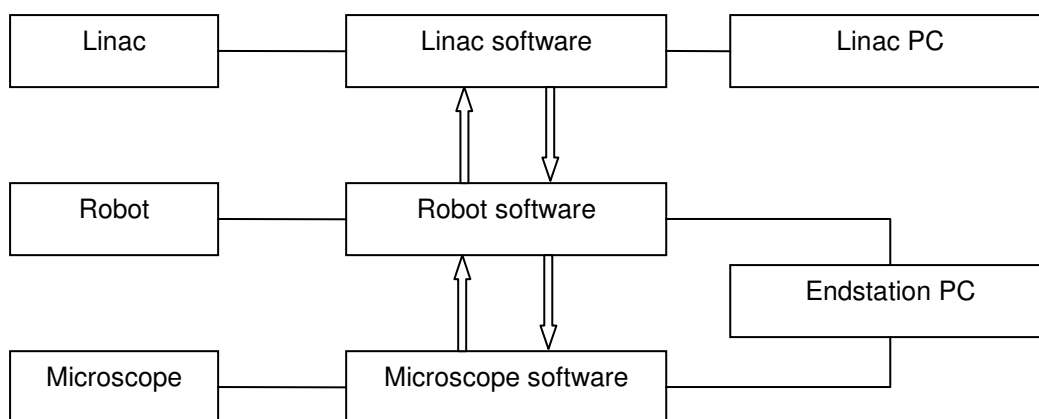 Linac
Linac software
Linac PC
Robot
Robot software
Endstation PC
Microscope
Microscope software